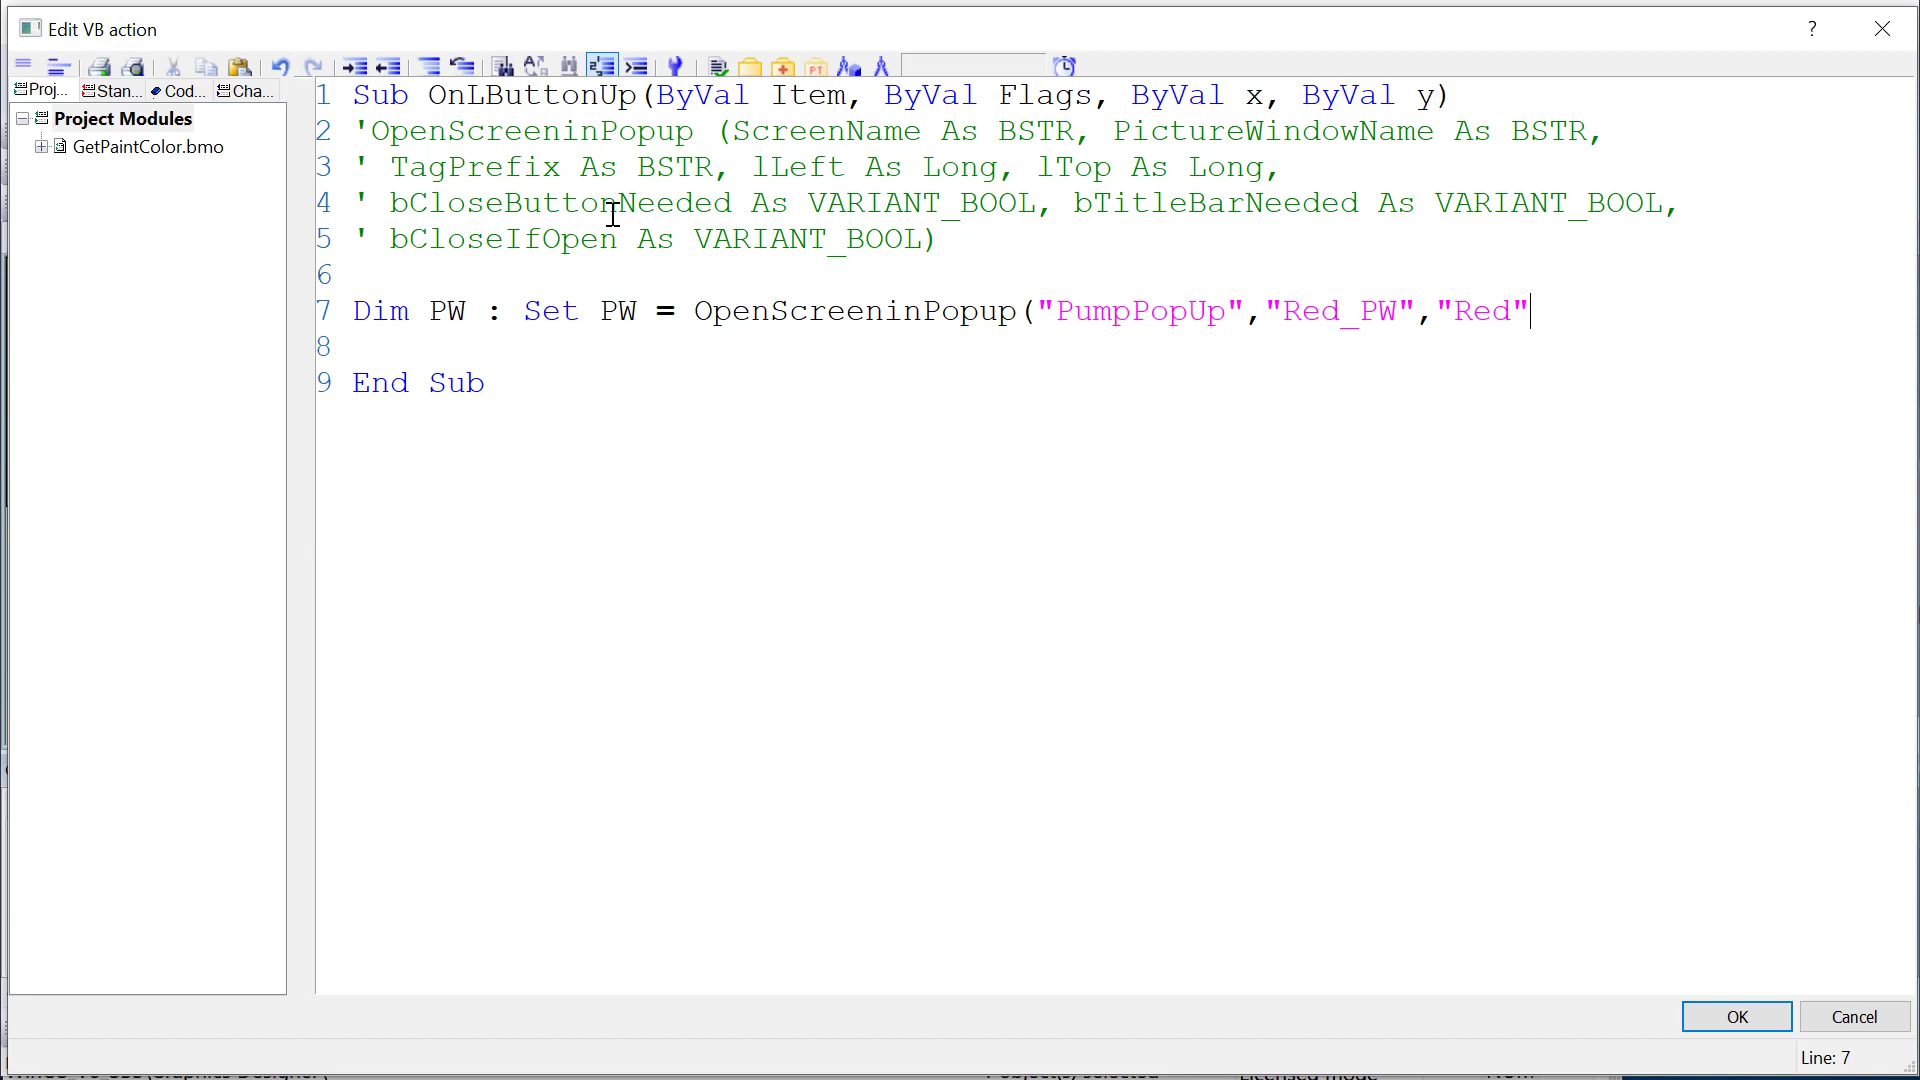 Edit VB action
?
Proj... Stan... Cod... Cha...
Project Modules
GetPaintColor.bmo
1 Sub OnLButtonUp(ByVal Item, ByVal Flags, ByVal x, ByVal y)
2 'OpenScreeninPopup (ScreenName As BSTR, PictureWindowName As BSTR,
3 ' TagPrefix As BSTR, lLeft As Long, lTop As Long,
4 ' bCloseButtonNeeded As VARIANT_BOOL, bTitleBarNeeded As VARIANT_BOOL,
5 ' bCloseIfOpen As VARIANT_BOOL)
6
7 Dim PW : Set PW = OpenScreeninPopup("PumpPopUp","Red_PW","Red"
8
9 End Sub
OK Cancel
Line: 7